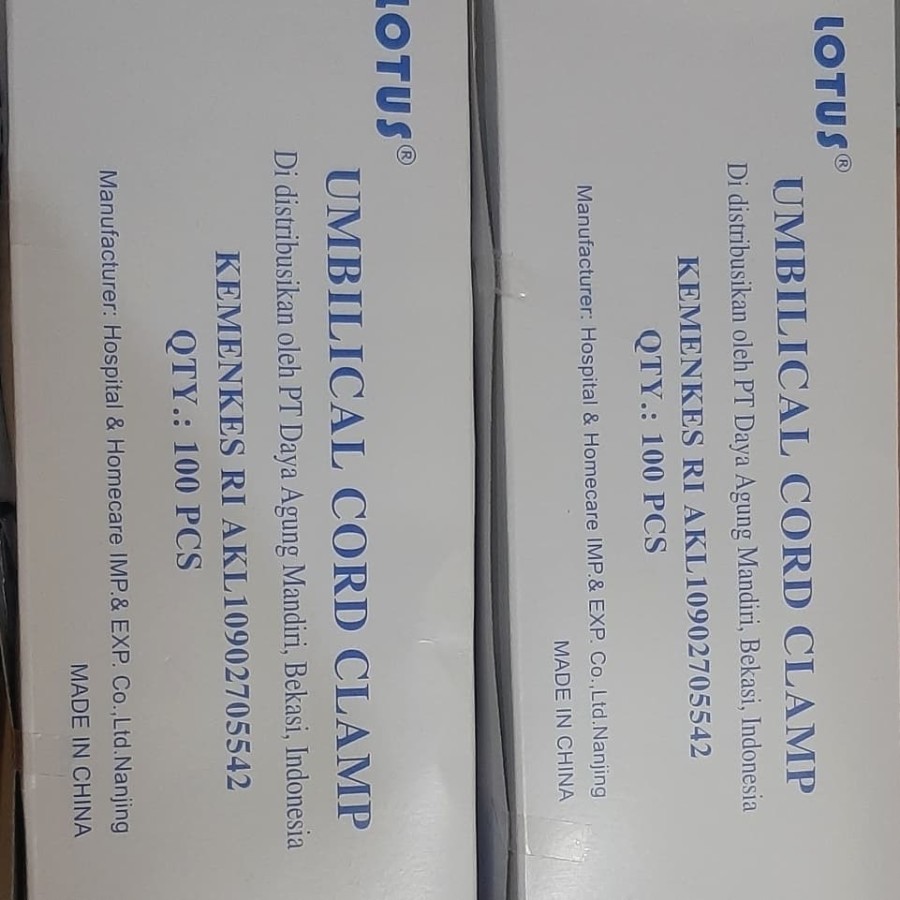 LOTUS®
UMBILICAL CORD CLAMP
Di distribusikan oleh PT Daya Agung Mandiri, Bekasi, Indonesia
KEMENKES RI AKL10902705542
QTY.: 100 PCS
Manufacturer: Hospital & Homecare IMP.& EXP. Co.,Ltd.Nanjing
MADE IN CHINA
LOTUS®
UMBILICAL CORD CLAMP
Di distribusikan oleh PT Daya Agung Mandiri, Bekasi, Indonesia
KEMENKES RI AKL10902705542
QTY.: 100 PCS
Manufacturer: Hospital & Homecare IMP.& EXP. Co.,Ltd.Nanjing
MADE IN CHINA